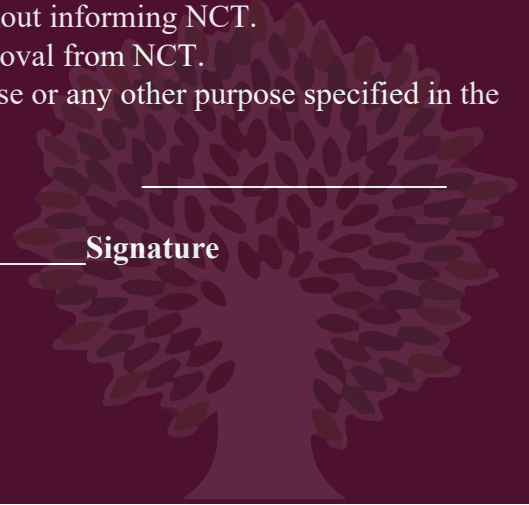 out informing NCT.
oval from NCT.
se or any other purpose specified in the
Signature